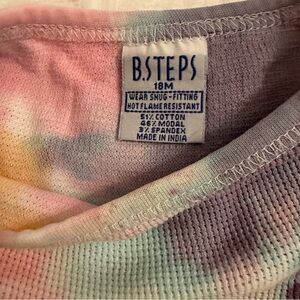 B.STEPS
18M
WEAR SNUG-FITTING
NOT FLAME RESISTANT
51% COTTON
46% MODAL
3% SPANDEX
MADE IN INDIA